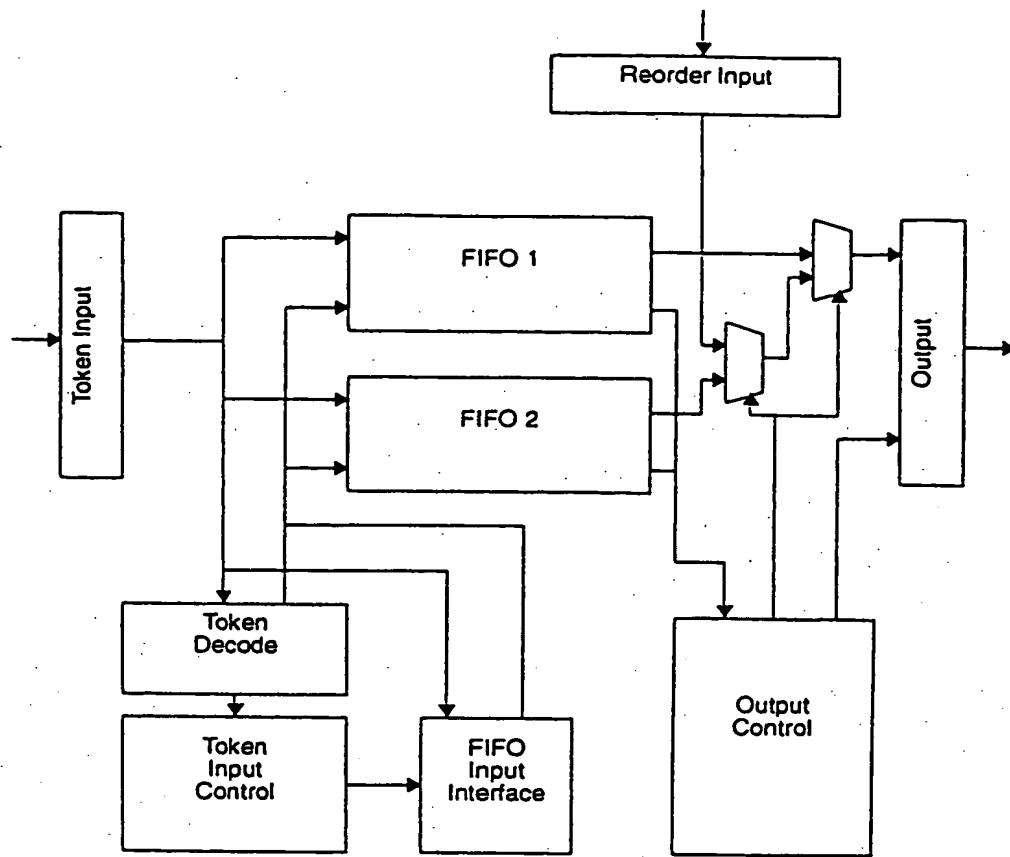 Reorder Input
Token Input
FIFO 1
FIFO 2
Output
Token
Decode
Token
Input
Control
FIFO
Input
Interface
Output
Control